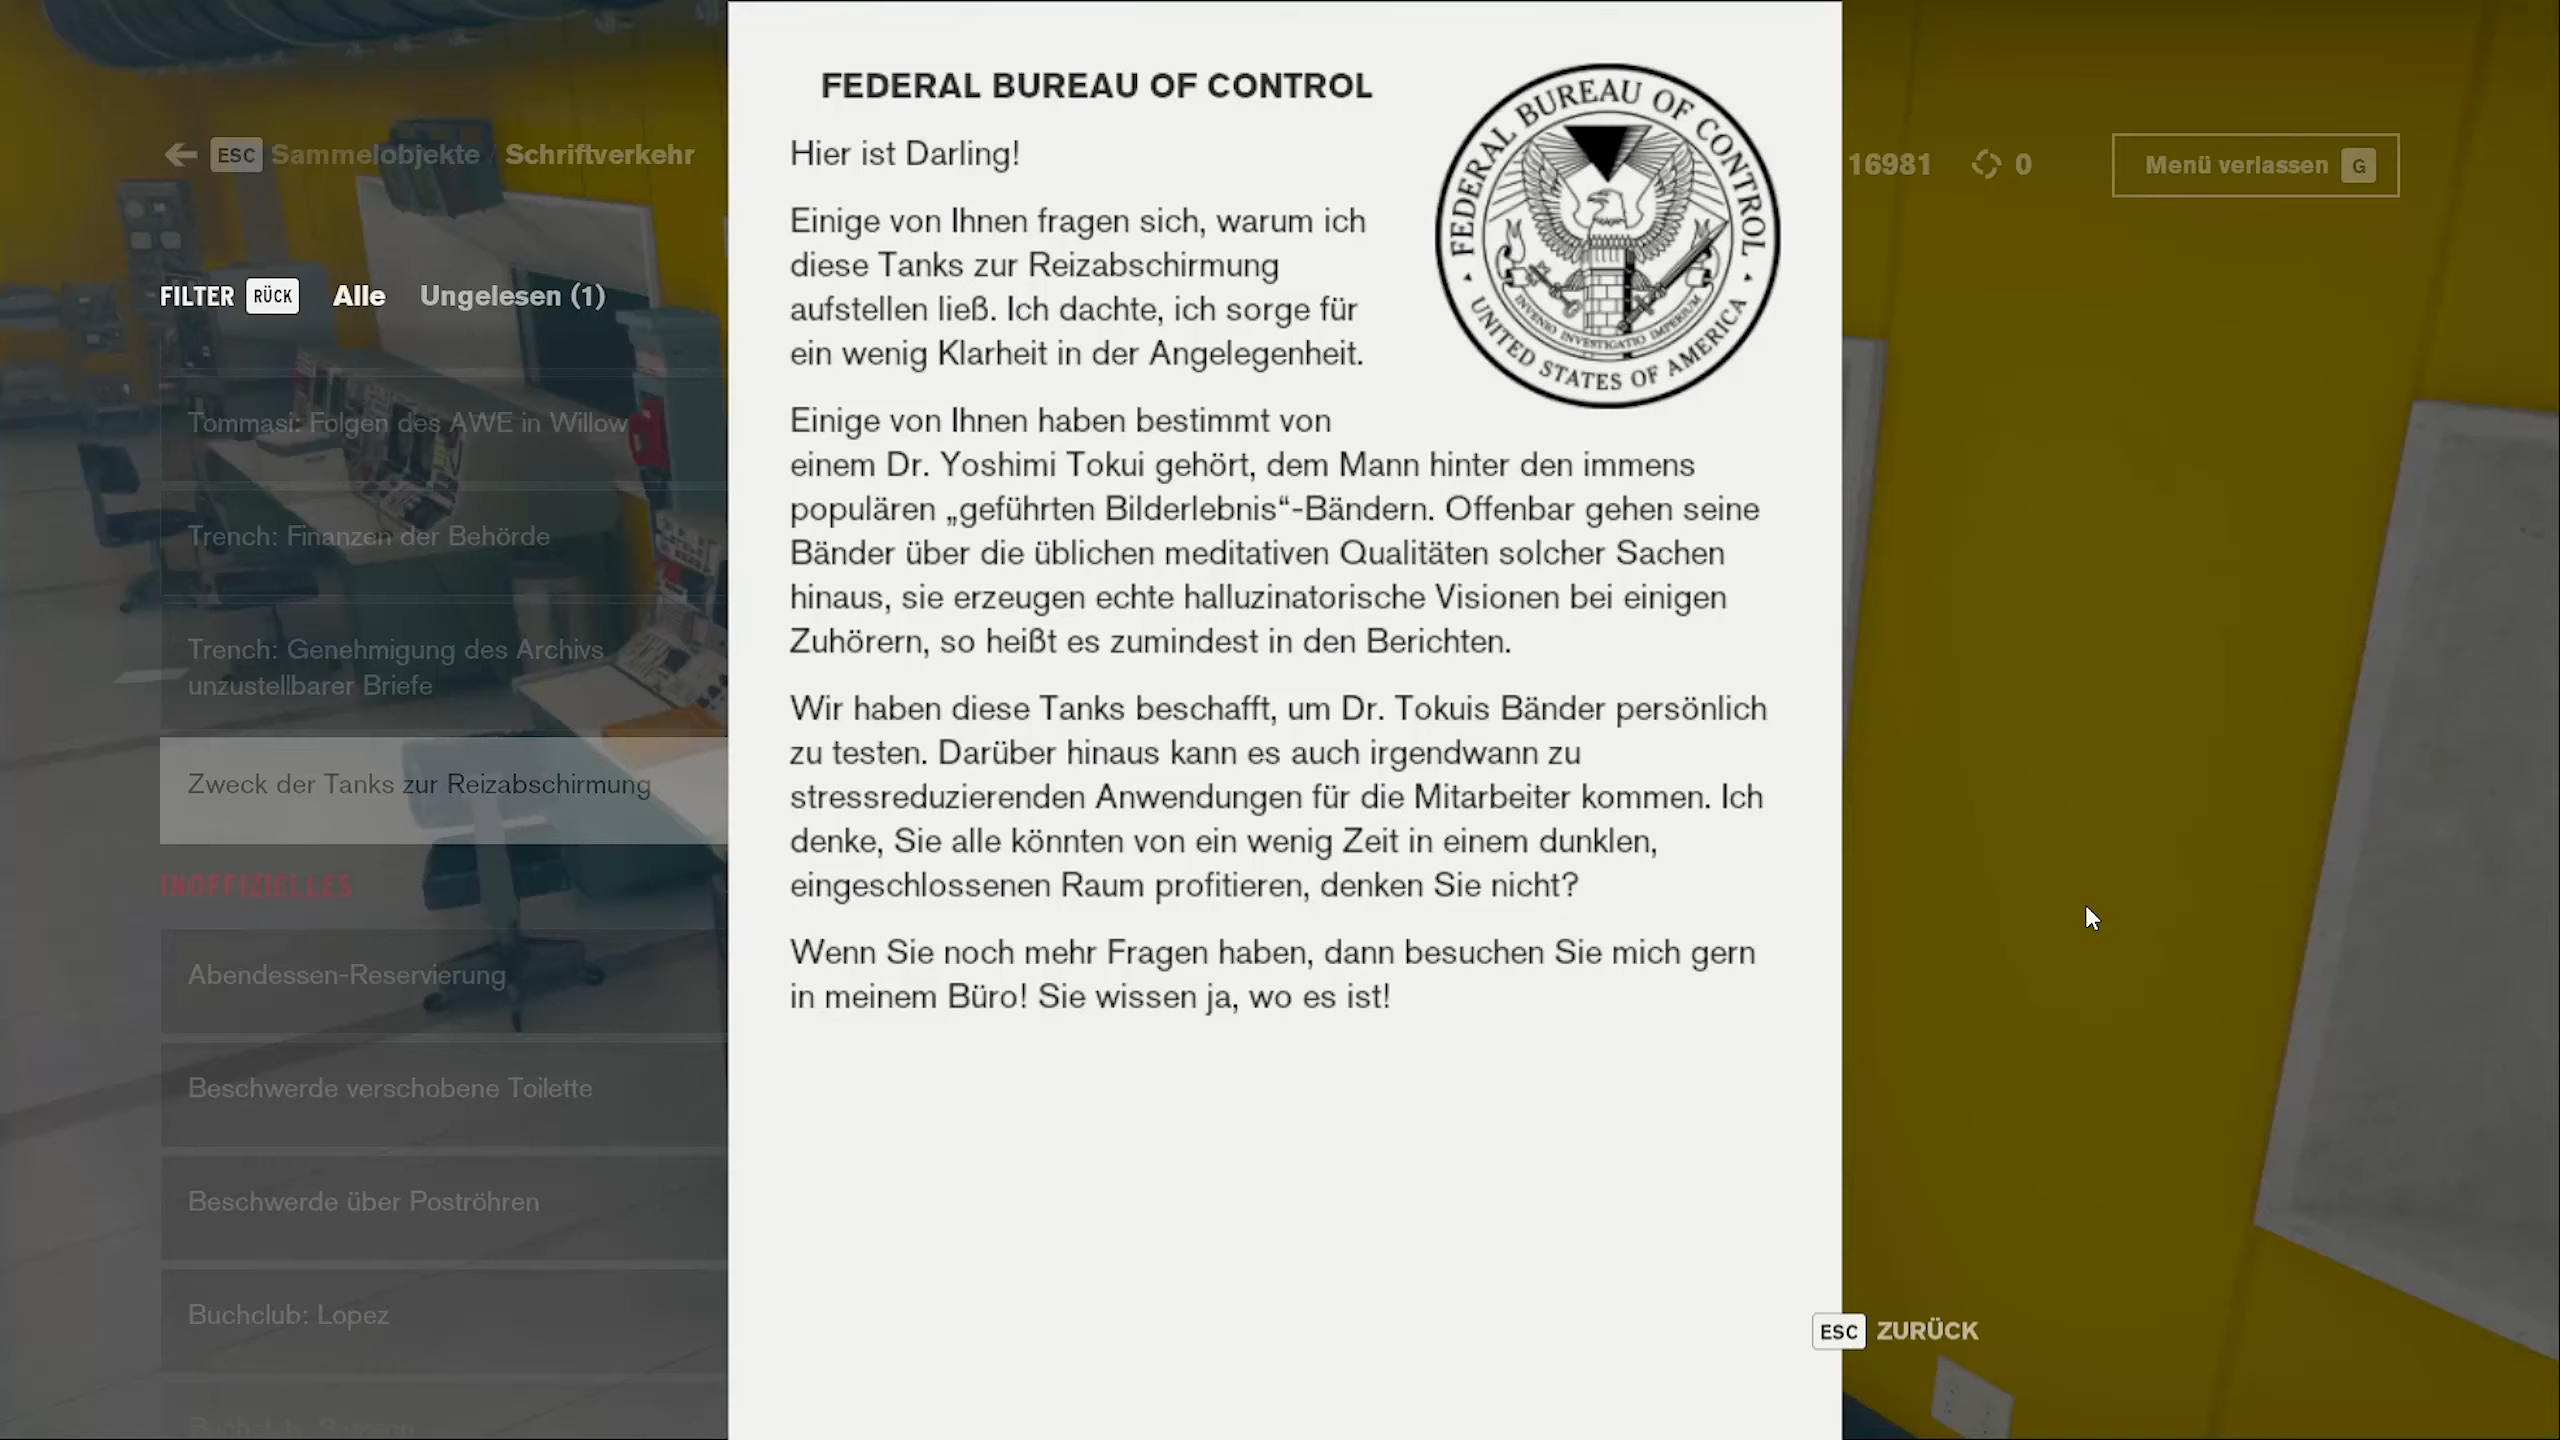 ESC Sammelobjekte Schriftverkehr
16981 0
Menü verlassen G
FILTER RÜCK Alle Ungelesen (1)
Tommasi: Folgen des AWE in Willow
Trench: Finanzen der Behörde
Trench: Genehmigung des Archivs
unzustellbarer Briefe
Zweck der Tanks zur Reizabschirmung
INOFFIZIELLES
Abendessen-Reservierung
Beschwerde verschobene Toilette
Beschwerde über Poströhren
Buchclub: Lopez
FEDERAL BUREAU OF CONTROL
FEDERAL BUREAU OF CONTROL
UNITED STATES OF AMERICA
INVENIO INVESTIGATIO IMPERIUM
Hier ist Darling!
Einige von Ihnen fragen sich, warum ich
diese Tanks zur Reizabschirmung
aufstellen ließ. Ich dachte, ich sorge für
ein wenig Klarheit in der Angelegenheit.
Einige von Ihnen haben bestimmt von
einem Dr. Yoshimi Tokui gehört, dem Mann hinter den immens
populären „geführten Bilderlebnis“-Bändern. Offenbar gehen seine
Bänder über die üblichen meditativen Qualitäten solcher Sachen
hinaus, sie erzeugen echte halluzinatorische Visionen bei einigen
Zuhörern, so heißt es zumindest in den Berichten.
Wir haben diese Tanks beschafft, um Dr. Tokuis Bänder persönlich
zu testen. Darüber hinaus kann es auch irgendwann zu
stressreduzierenden Anwendungen für die Mitarbeiter kommen. Ich
denke, Sie alle könnten von ein wenig Zeit in einem dunklen,
eingeschlossenen Raum profitieren, denken Sie nicht?
Wenn Sie noch mehr Fragen haben, dann besuchen Sie mich gern
in meinem Büro! Sie wissen ja, wo es ist!
ESC ZURÜCK